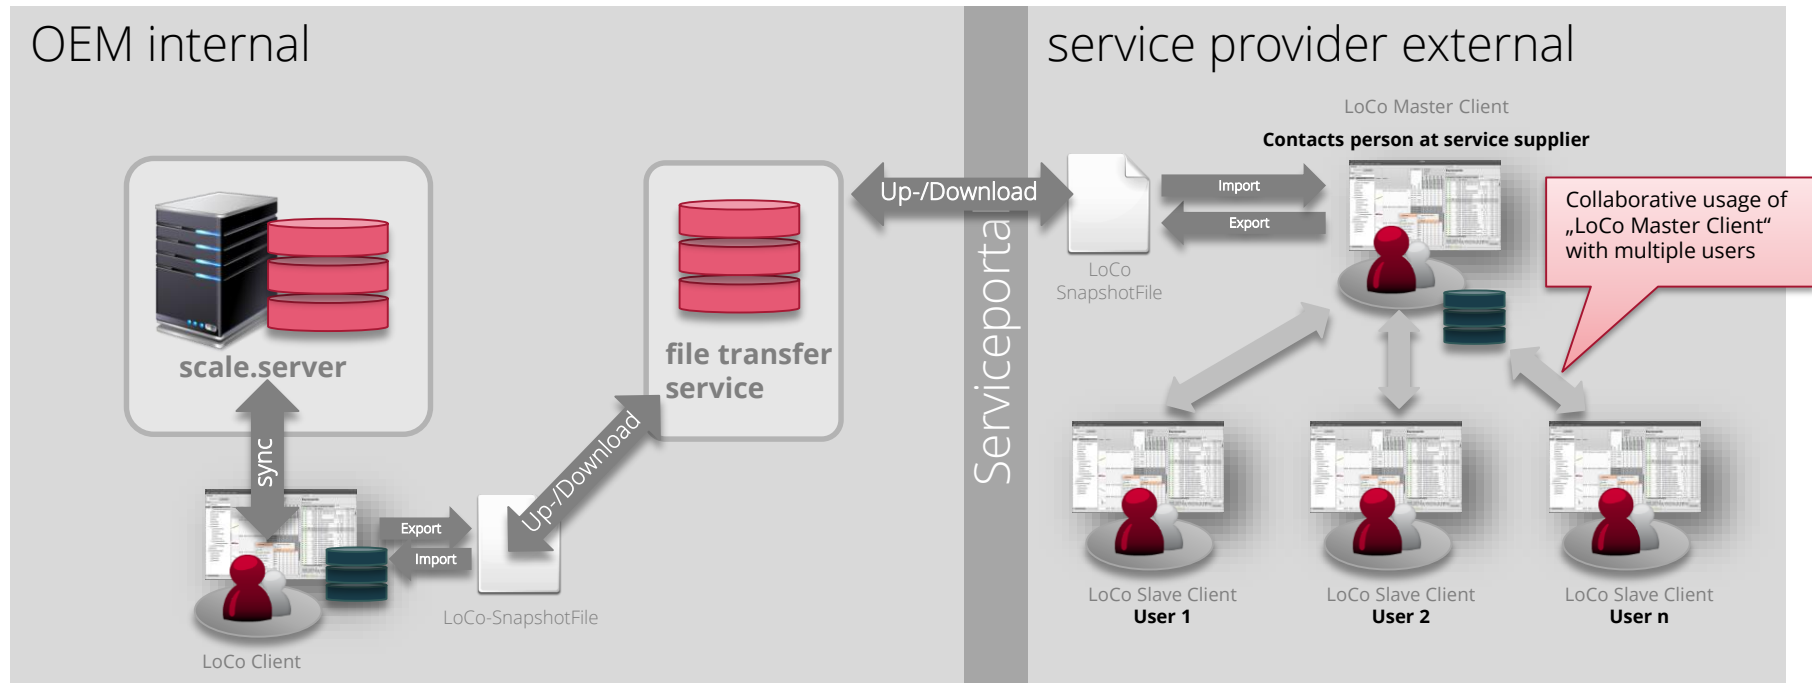 OEM internal
scale.server
sync
Export
Import
LoCo Client
LoCo-SnapshotFile
Up-/Download
file transfer
service
Up-/Download
Serviceportal
service provider external
LoCo Master Client
Contacts person at service supplier
Import
Export
LoCo
SnapshotFile
Collaborative usage of
„LoCo Master Client“
with multiple users
LoCo Slave Client
User 1
LoCo Slave Client
User 2
LoCo Slave Client
User n